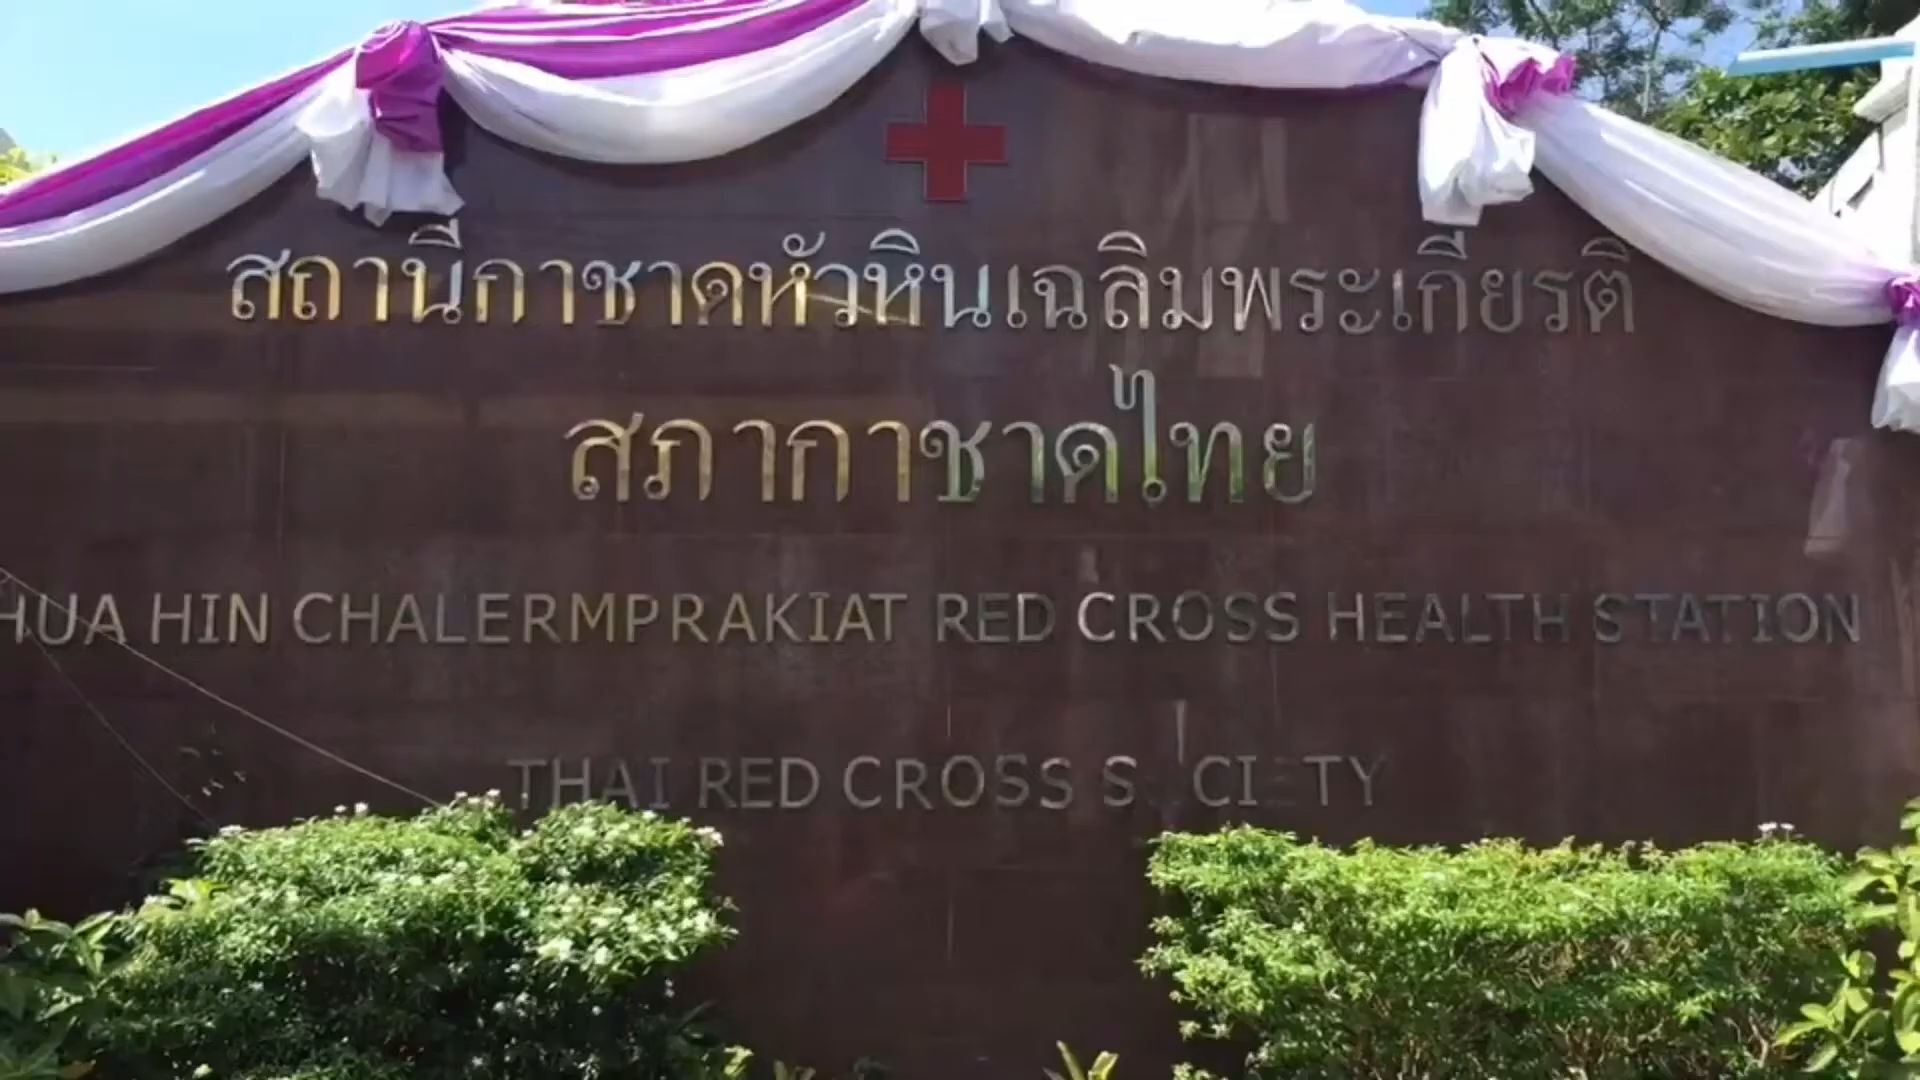 สถานีกาชาดหัวหินเฉลิมพระเกียรติ
สภากาชาดไทย
HUA HIN CHALERMPRAKIAT RED CROSS HEALTH STATION
THAI RED CROSS SOCIETY